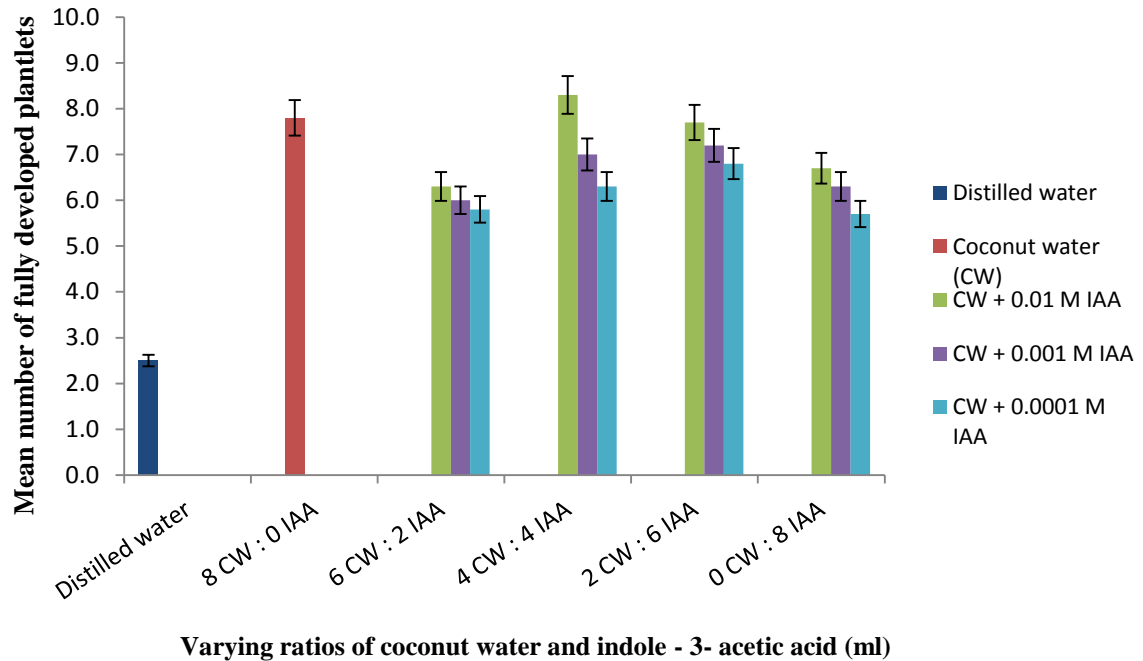 Mean number of fully developed plantlets
10.0
9.0
8.0
7.0
6.0
5.0
4.0
3.0
2.0
1.0
0.0
Distilled water
8 CW : 0 IAA
6 CW : 2 IAA
4 CW : 4 IAA
2 CW : 6 IAA
0 CW : 8 IAA
Varying ratios of coconut water and indole - 3- acetic acid (ml)
Distilled water
Coconut water
(CW)
CW + 0.01 M IAA
CW + 0.001 M IAA
CW + 0.0001 M
IAA